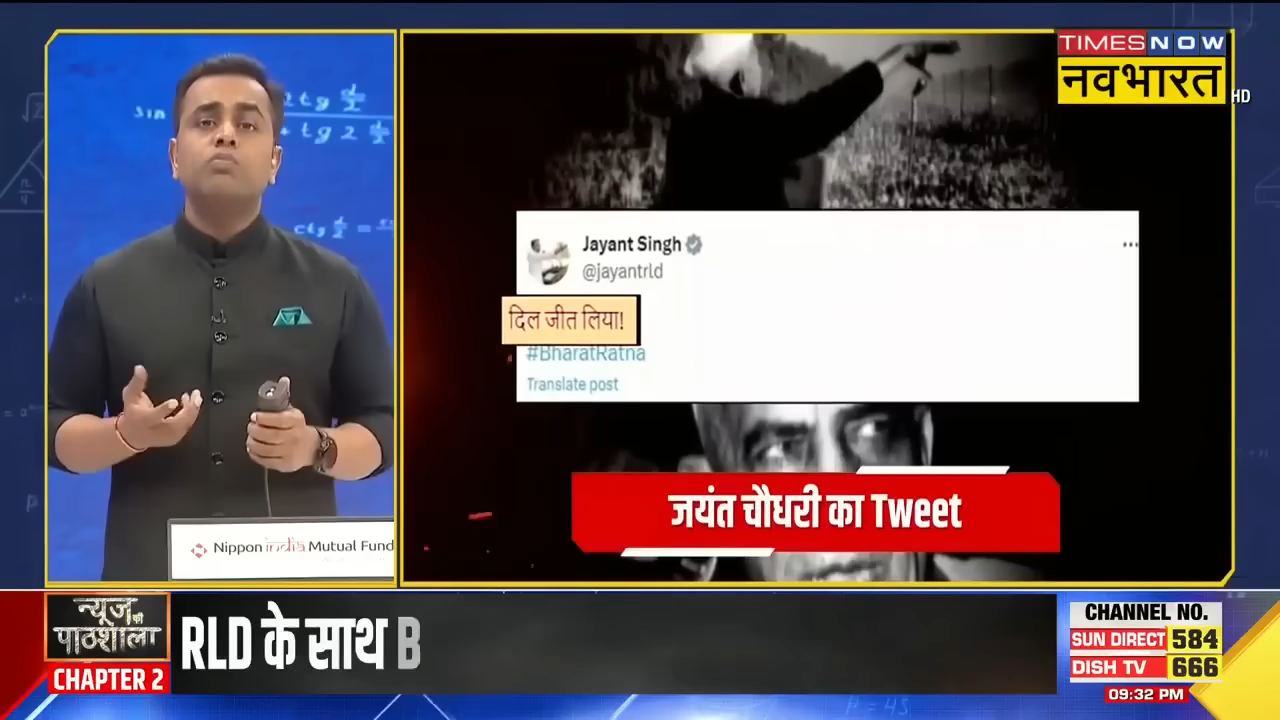 TIMES NOW
नवभारत
HD
Jayant Singh
@jayantrld
दिल जीत लिया!
#BharatRatna
Translate post
जयंत चौधरी का Tweet
Nippon india Mutual Fund
न्यूज़ की
पाठशाला
CHAPTER 2
RLD के साथ B
CHANNEL NO.
SUN DIRECT 584
DISH TV 666
09:32 PM